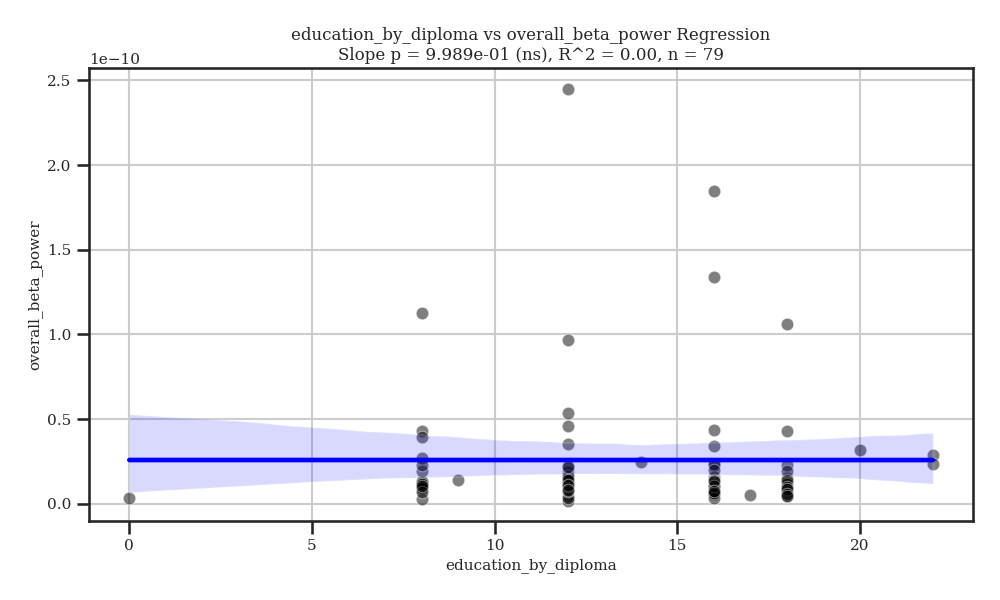 education_by_diploma vs overall_beta_power Regression
Slope p = 9.989e-01 (ns), R^2 = 0.00, n = 79
1e−10
2.5
2.0
1.5
1.0
0.5
0.0
overall_beta_power
0 5 10 15 20
education_by_diploma